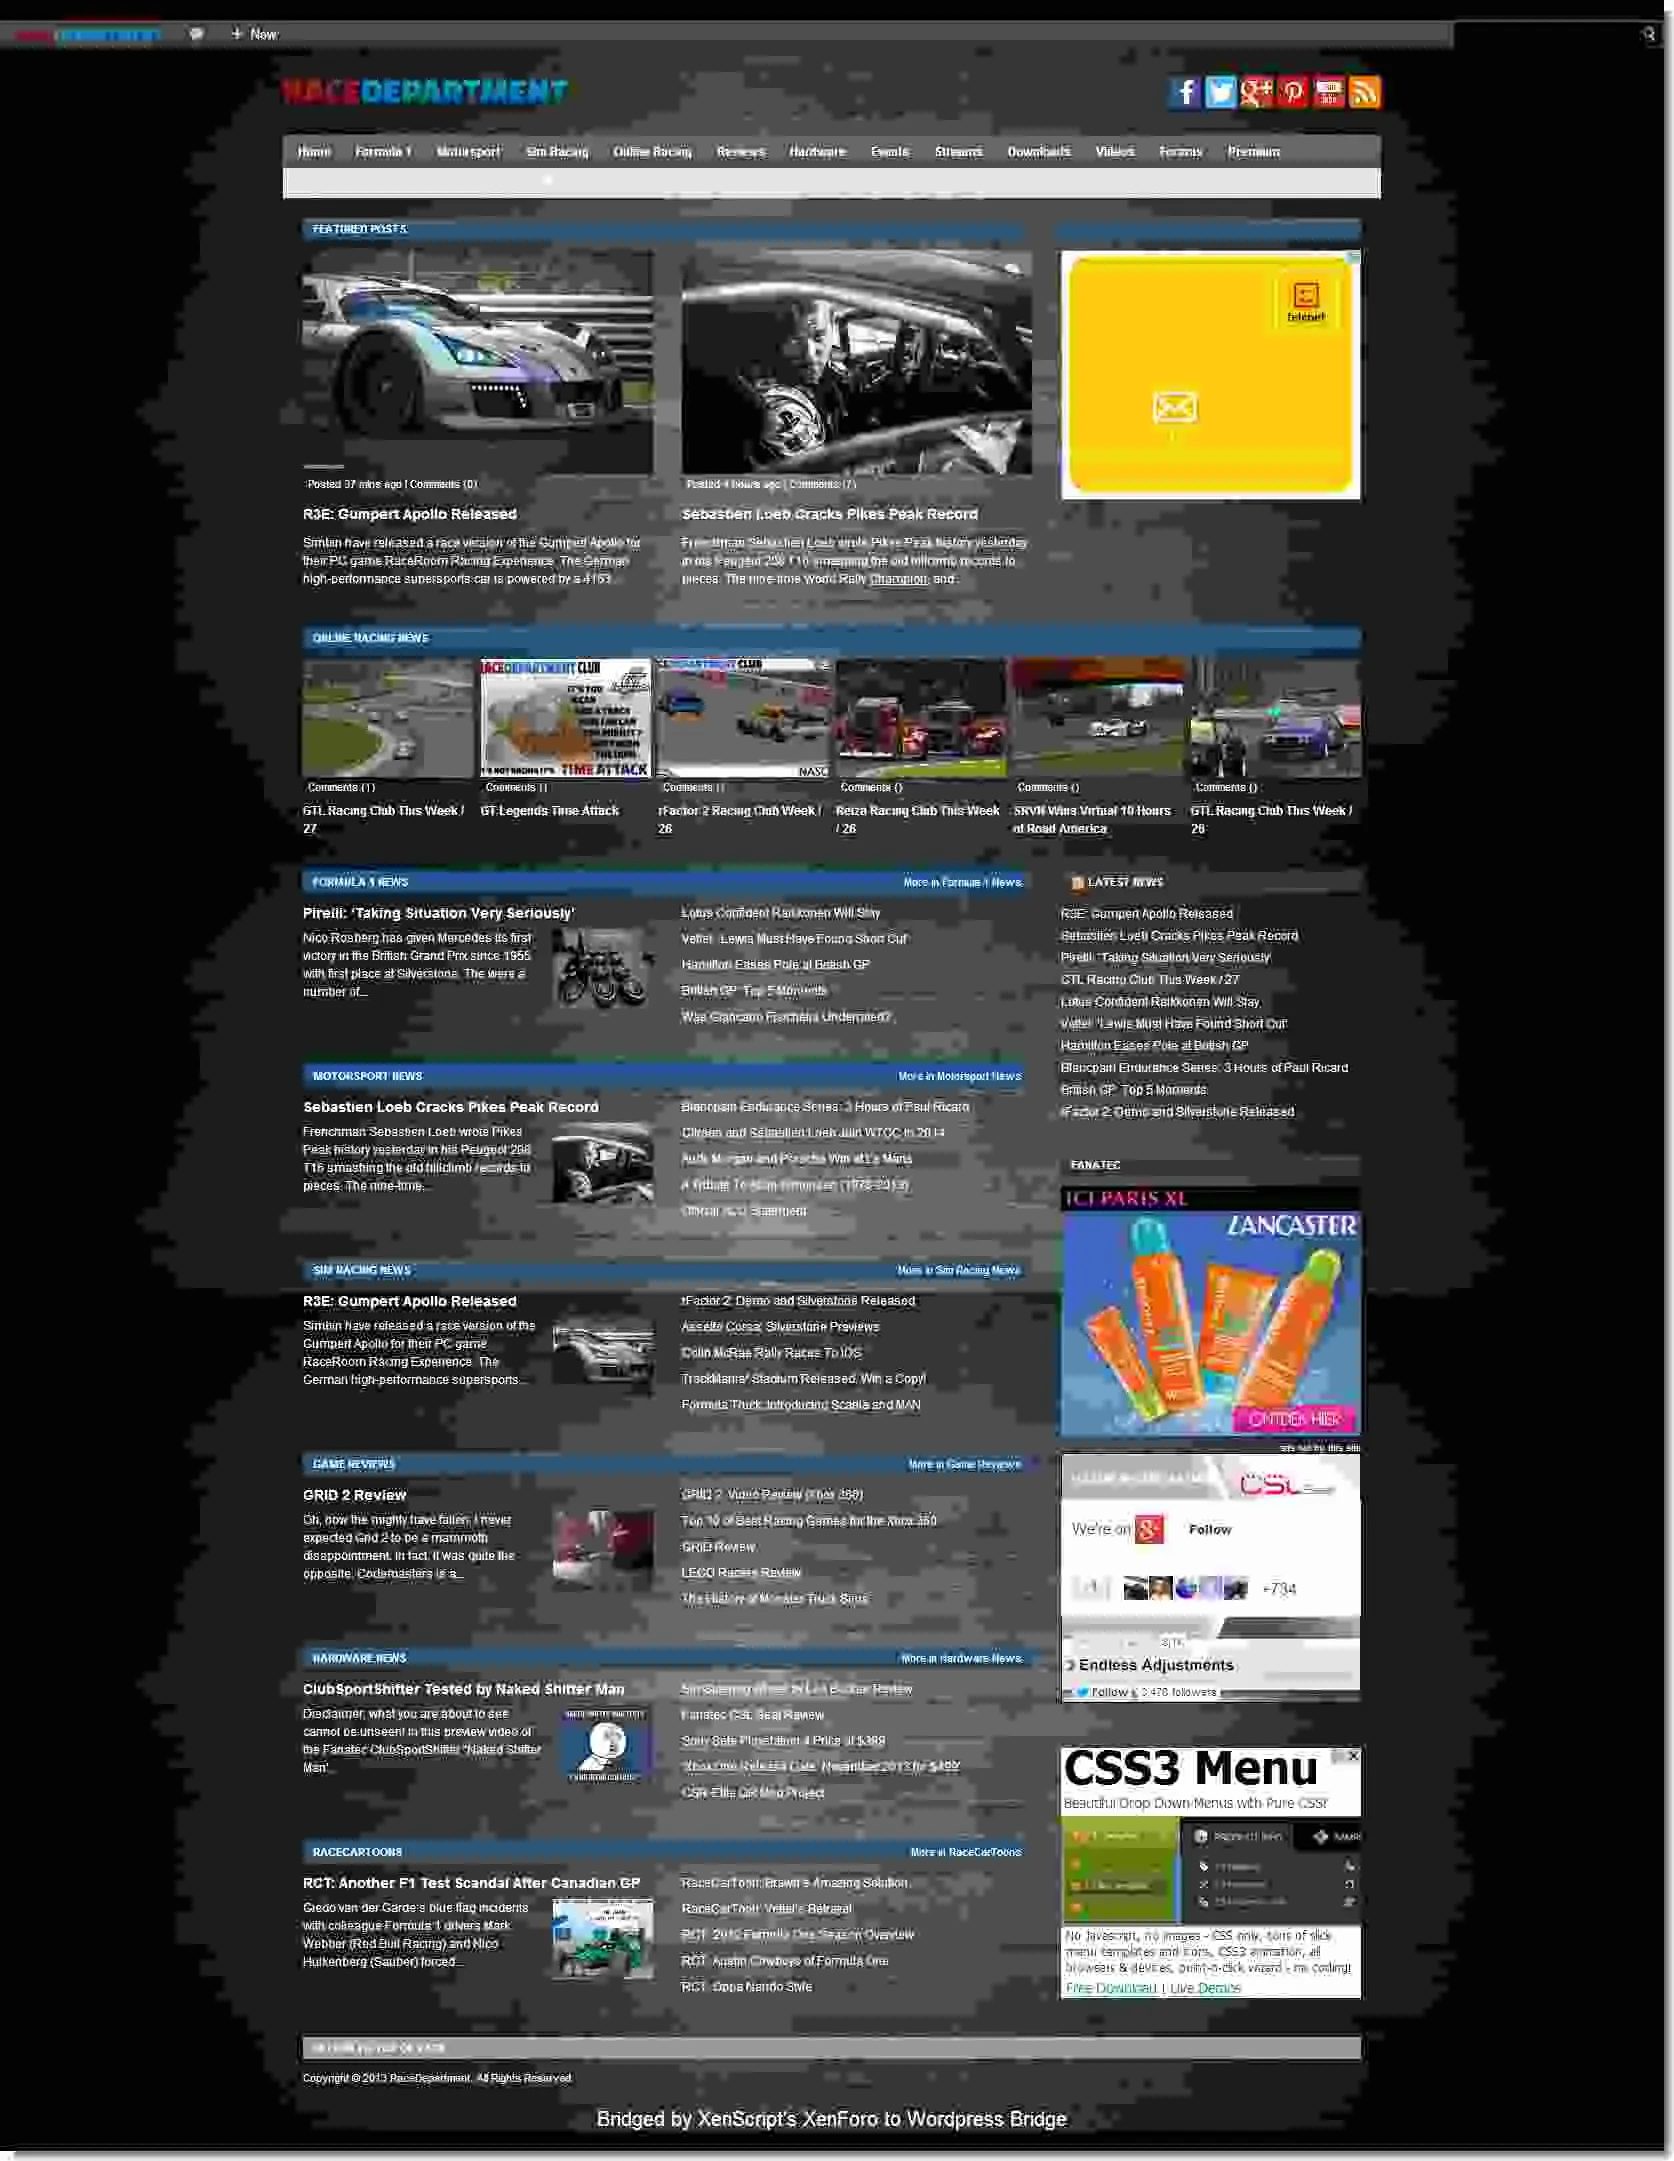 New
RACEDEPARTMENT
Home Formula 1 Motorsport Sim Racing Online Racing Reviews Hardware Events Streams Downloads Videos Forums Premium
FEATURED POSTS
telenet
Posted 37 mins ago | Comments (0)
R3E: Gumpert Apollo Released
Simbin have released a race version of the Gumpert Apollo for
their PC game RaceRoom Racing Experience. The German
high-performance supersports car is powered by a 4163
Posted 4 hours ago | Comments (7)
Sebastien Loeb Cracks Pikes Peak Record
Frenchman Sebastien Loeb wrote Pikes Peak history yesterday
in his Peugeot 208 T16 smashing the old hillclimb records to
pieces. The nine-time World Rally Champion, and
ONLINE RACING NEWS
RACEDEPARTMENT CLUB
TIME ATTACK
Comments (1)
GTL Racing Club This Week /
27
Comments ()
GT Legends Time Attack
Comments ()
rFactor 2 Racing Club Week /
26
Comments ()
Reiza Racing Club This Week
/ 26
Comments ()
SRVN Wins Virtual 10 Hours
of Road America
Comments ()
GTL Racing Club This Week /
26
FORMULA 1 NEWS
More in Formula 1 News
Pirelli: 'Taking Situation Very Seriously'
Nico Rosberg has given Mercedes its first
victory in the British Grand Prix since 1955
with first place at Silverstone. The were a
number of...
Lotus Confident Raikkonen Will Stay
Vettel: 'Lewis Must Have Found Short Cut'
Hamilton Eases Pole at British GP
British GP: Top 5 Moments
Was Giancarlo Fisichella Underrated?
LATEST NEWS
R3E: Gumpert Apollo Released
Sebastien Loeb Cracks Pikes Peak Record
Pirelli: 'Taking Situation Very Seriously'
GTL Racing Club This Week / 27
Lotus Confident Raikkonen Will Stay
Vettel: 'Lewis Must Have Found Short Cut'
Hamilton Eases Pole at British GP
Blancpain Endurance Series: 3 Hours of Paul Ricard
British GP: Top 5 Moments
rFactor 2: Demo and Silverstone Released
MOTORSPORT NEWS
More in Motorsport News
Sebastien Loeb Cracks Pikes Peak Record
Frenchman Sebastien Loeb wrote Pikes
Peak history yesterday in his Peugeot 208
T16 smashing the old hillclimb records to
pieces. The nine-time...
Blancpain Endurance Series: 3 Hours of Paul Ricard
Citroen and Sebastien Loeb Join WTCC in 2014
Audi, Morgan and Porsche Win at Le Mans
A Tribute To Allan Simonsen (1978-2013)
Official ACO Statement
FANATEC
ICI PARIS XL
LANCASTER
ONTDEK HIER
SIM RACING NEWS
More in Sim Racing News
R3E: Gumpert Apollo Released
Simbin have released a race version of the
Gumpert Apollo for their PC game
RaceRoom Racing Experience. The
German high-performance supersports...
rFactor 2: Demo and Silverstone Released
Assetto Corsa: Silverstone Previews
Colin McRae Rally Races To iOS
TrackMania² Stadium Released, Win a Copy!
Formula Truck: Introducing Scania and MAN
ads not by this site
GAME REVIEWS
More in Game Reviews
GRID 2 Review
Oh, how the mighty have fallen. I never
expected Grid 2 to be a mammoth
disappointment. In fact, it was quite the
opposite. Codemasters is a...
GRID 2: Video Review (Xbox 360)
Top 10 of Best Racing Games for the Xbox 360
GRID Review
LEGO Racers Review
The History of Monster Truck Sims
CSL
We're on
Follow
+734
Endless Adjustments
Follow 3,478 followers
HARDWARE NEWS
More in Hardware News
ClubSportShifter Tested by Naked Shifter Man
Disclaimer, what you are about to see
cannot be unseen! In this preview video of
the Fanatec ClubSportShifter "Naked Shifter
Man"...
Fanatec CSL Seat Review
Sony Sets Playstation 4 Price at $399
Xbox One Release Date: November 2013 for $499
CSR Elite QR Mod Project
CSS3 Menu
Beautiful Drop Down Menus with Pure CSS!
PRODUCT INFO
No Javascript, no images - CSS only, tons of slick
menu templates and icons, CSS3 animation, all
browsers & devices, point-n-click wizard - no coding!
Free Download | Live Demos
RACECARTOONS
More in RaceCarToons
RCT: Another F1 Test Scandal After Canadian GP
Giedo van der Garde's blue flag incidents
with colleague Formula 1 drivers Mark
Webber (Red Bull Racing) and Nico
Hulkenberg (Sauber) forced...
RaceCarToon: Brawn's Amazing Solution
RaceCarToon: Vettel's Betrayal
RCT: 2012 Formula One Season Overview
RCT: Austin Cowboys of Formula One
RCT: Oppa Nando Style
Copyright © 2013 RaceDepartment. All Rights Reserved.
Bridged by XenScript's XenForo to Wordpress Bridge